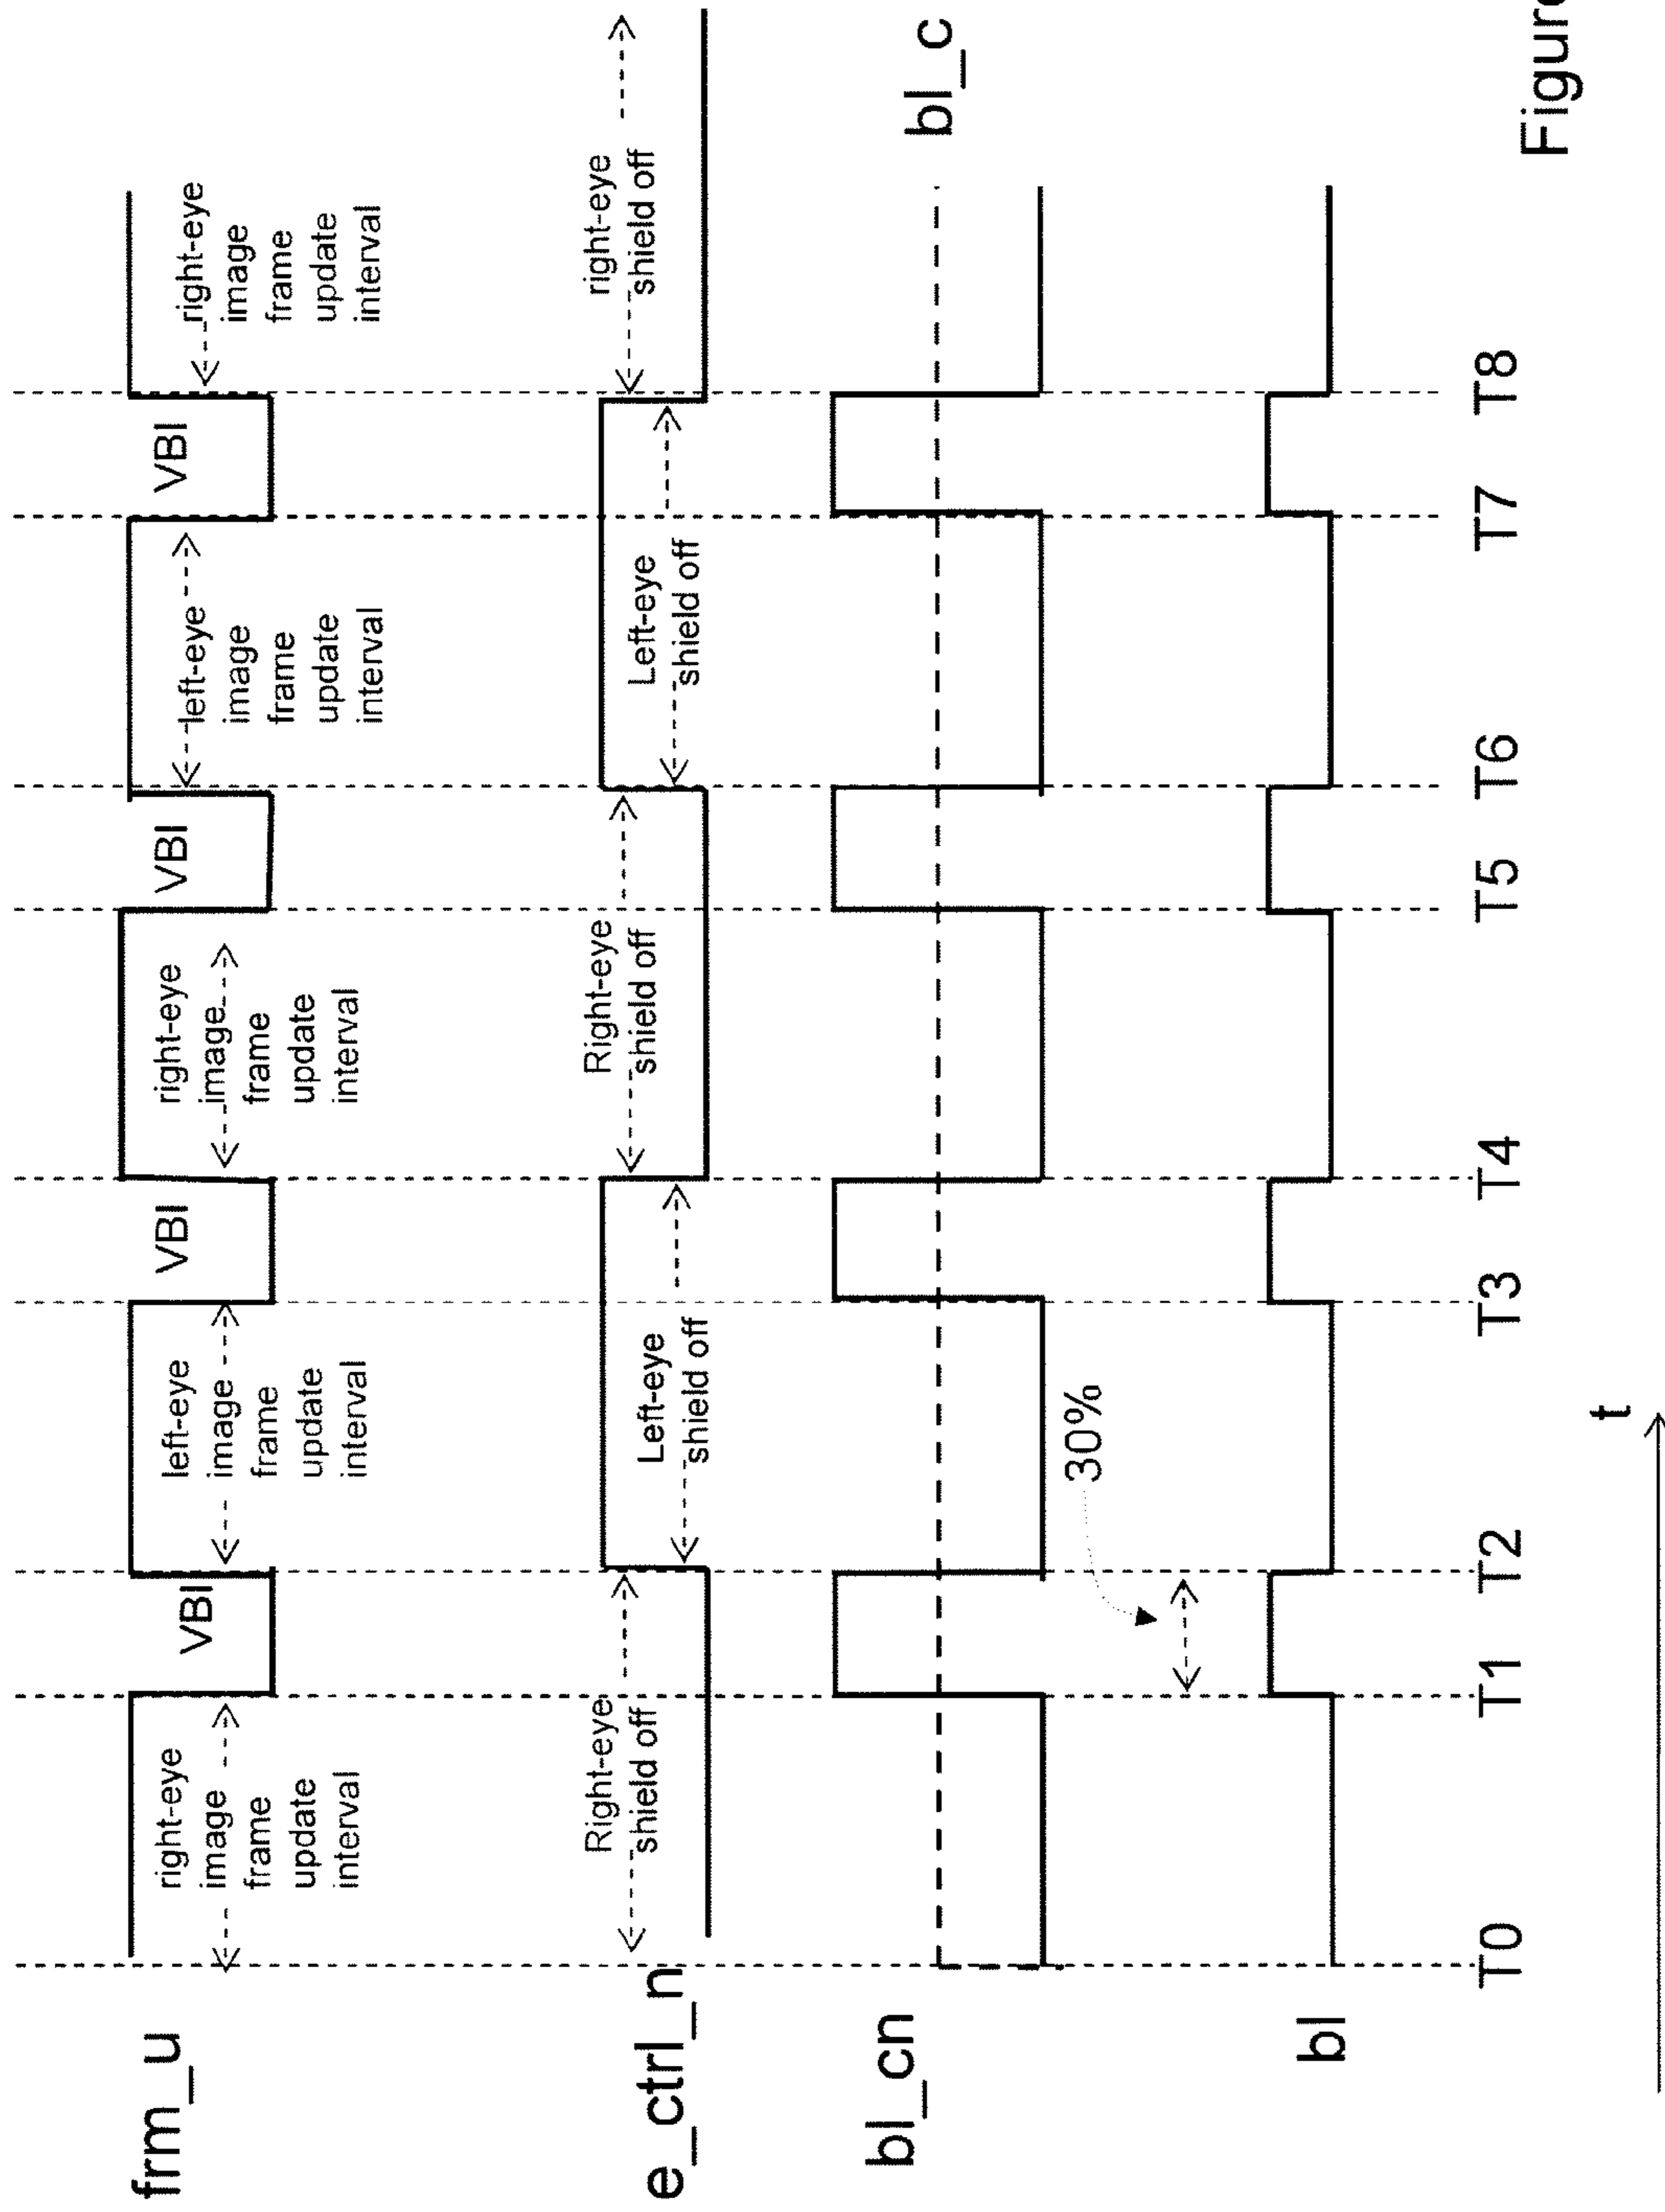 frm_u
right-eye
image
frame
update
interval
VBI
left-eye
image
frame
update
interval
VBI
right-eye
image
frame
update
interval
VBI
left-eye
image
frame
update
interval
VBI
right-eye
image
frame
update
interval
e_ctrl_n
Right-eye
shield off
Left-eye
shield off
Right-eye
shield off
Left-eye
shield off
right-eye
shield off
bl_cn
bl_c
30%
bl
T0
T1
T2
T3
T4
T5
T6
T7
T8
t